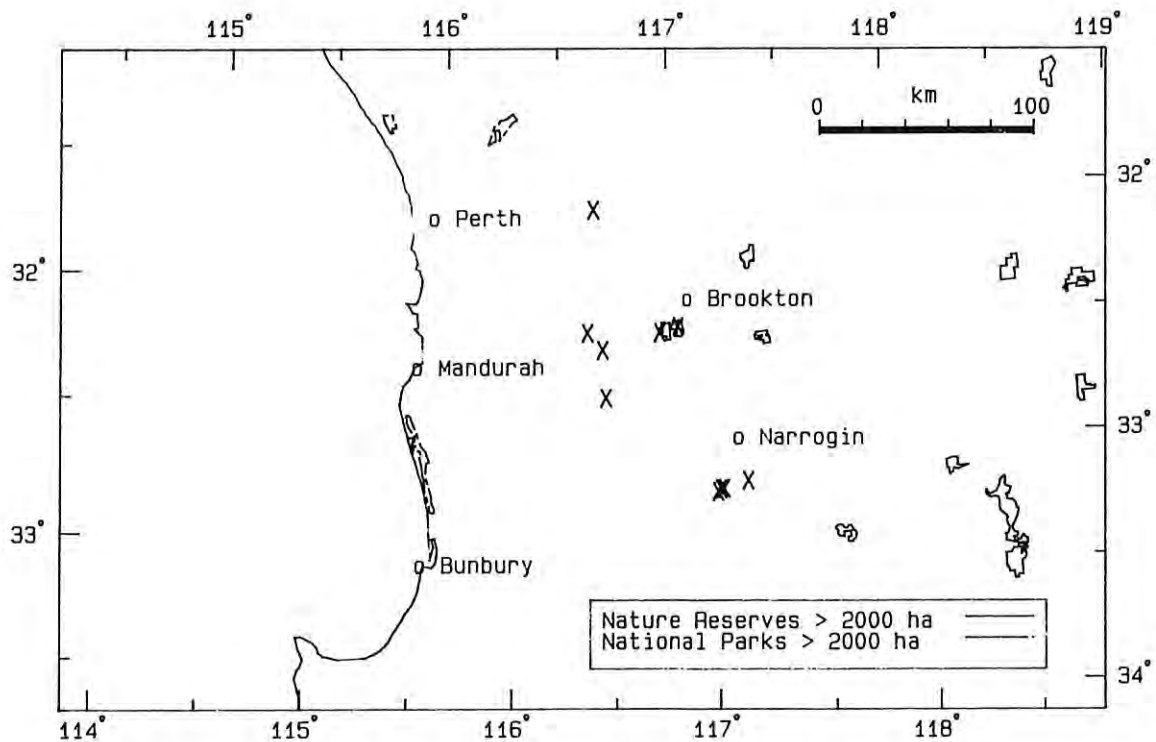 115° 116° 117° 118° 119°
km
0 100
32°
Perth
32°
Brookton
Mandurah
33°
Narrogin
33°
Bunbury
Nature Reserves > 2000 ha
National Parks > 2000 ha
34°
114° 115° 116° 117° 118°